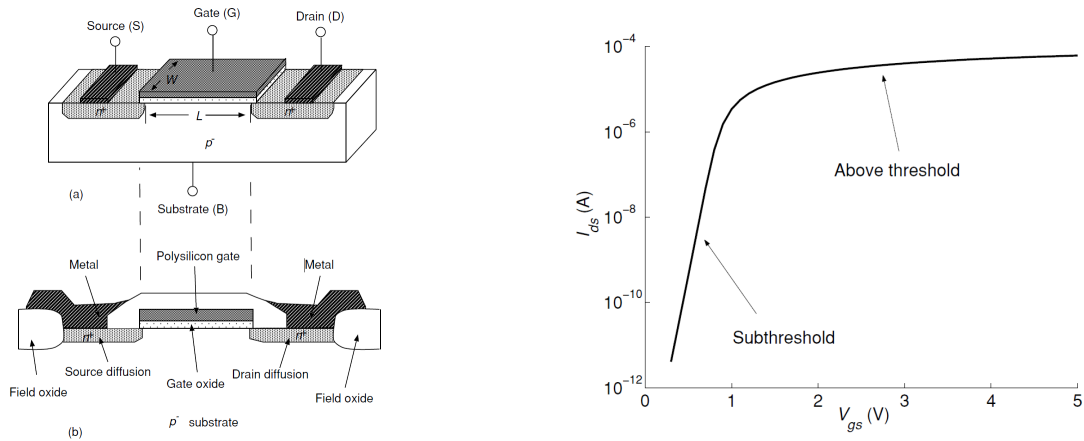 Gate (G)
Source (S)
Drain (D)
W
n+
L
n+
p-
(a)
Substrate (B)
Polysilicon gate
Metal
Metal
n+
n+
Source diffusion
Drain diffusion
Gate oxide
Field oxide
Field oxide
p- substrate
(b)
10^-4
10^-6
10^-8
10^-10
10^-12
I_ds (A)
Above threshold
Subthreshold
0 1 2 3 4 5
V_gs (V)